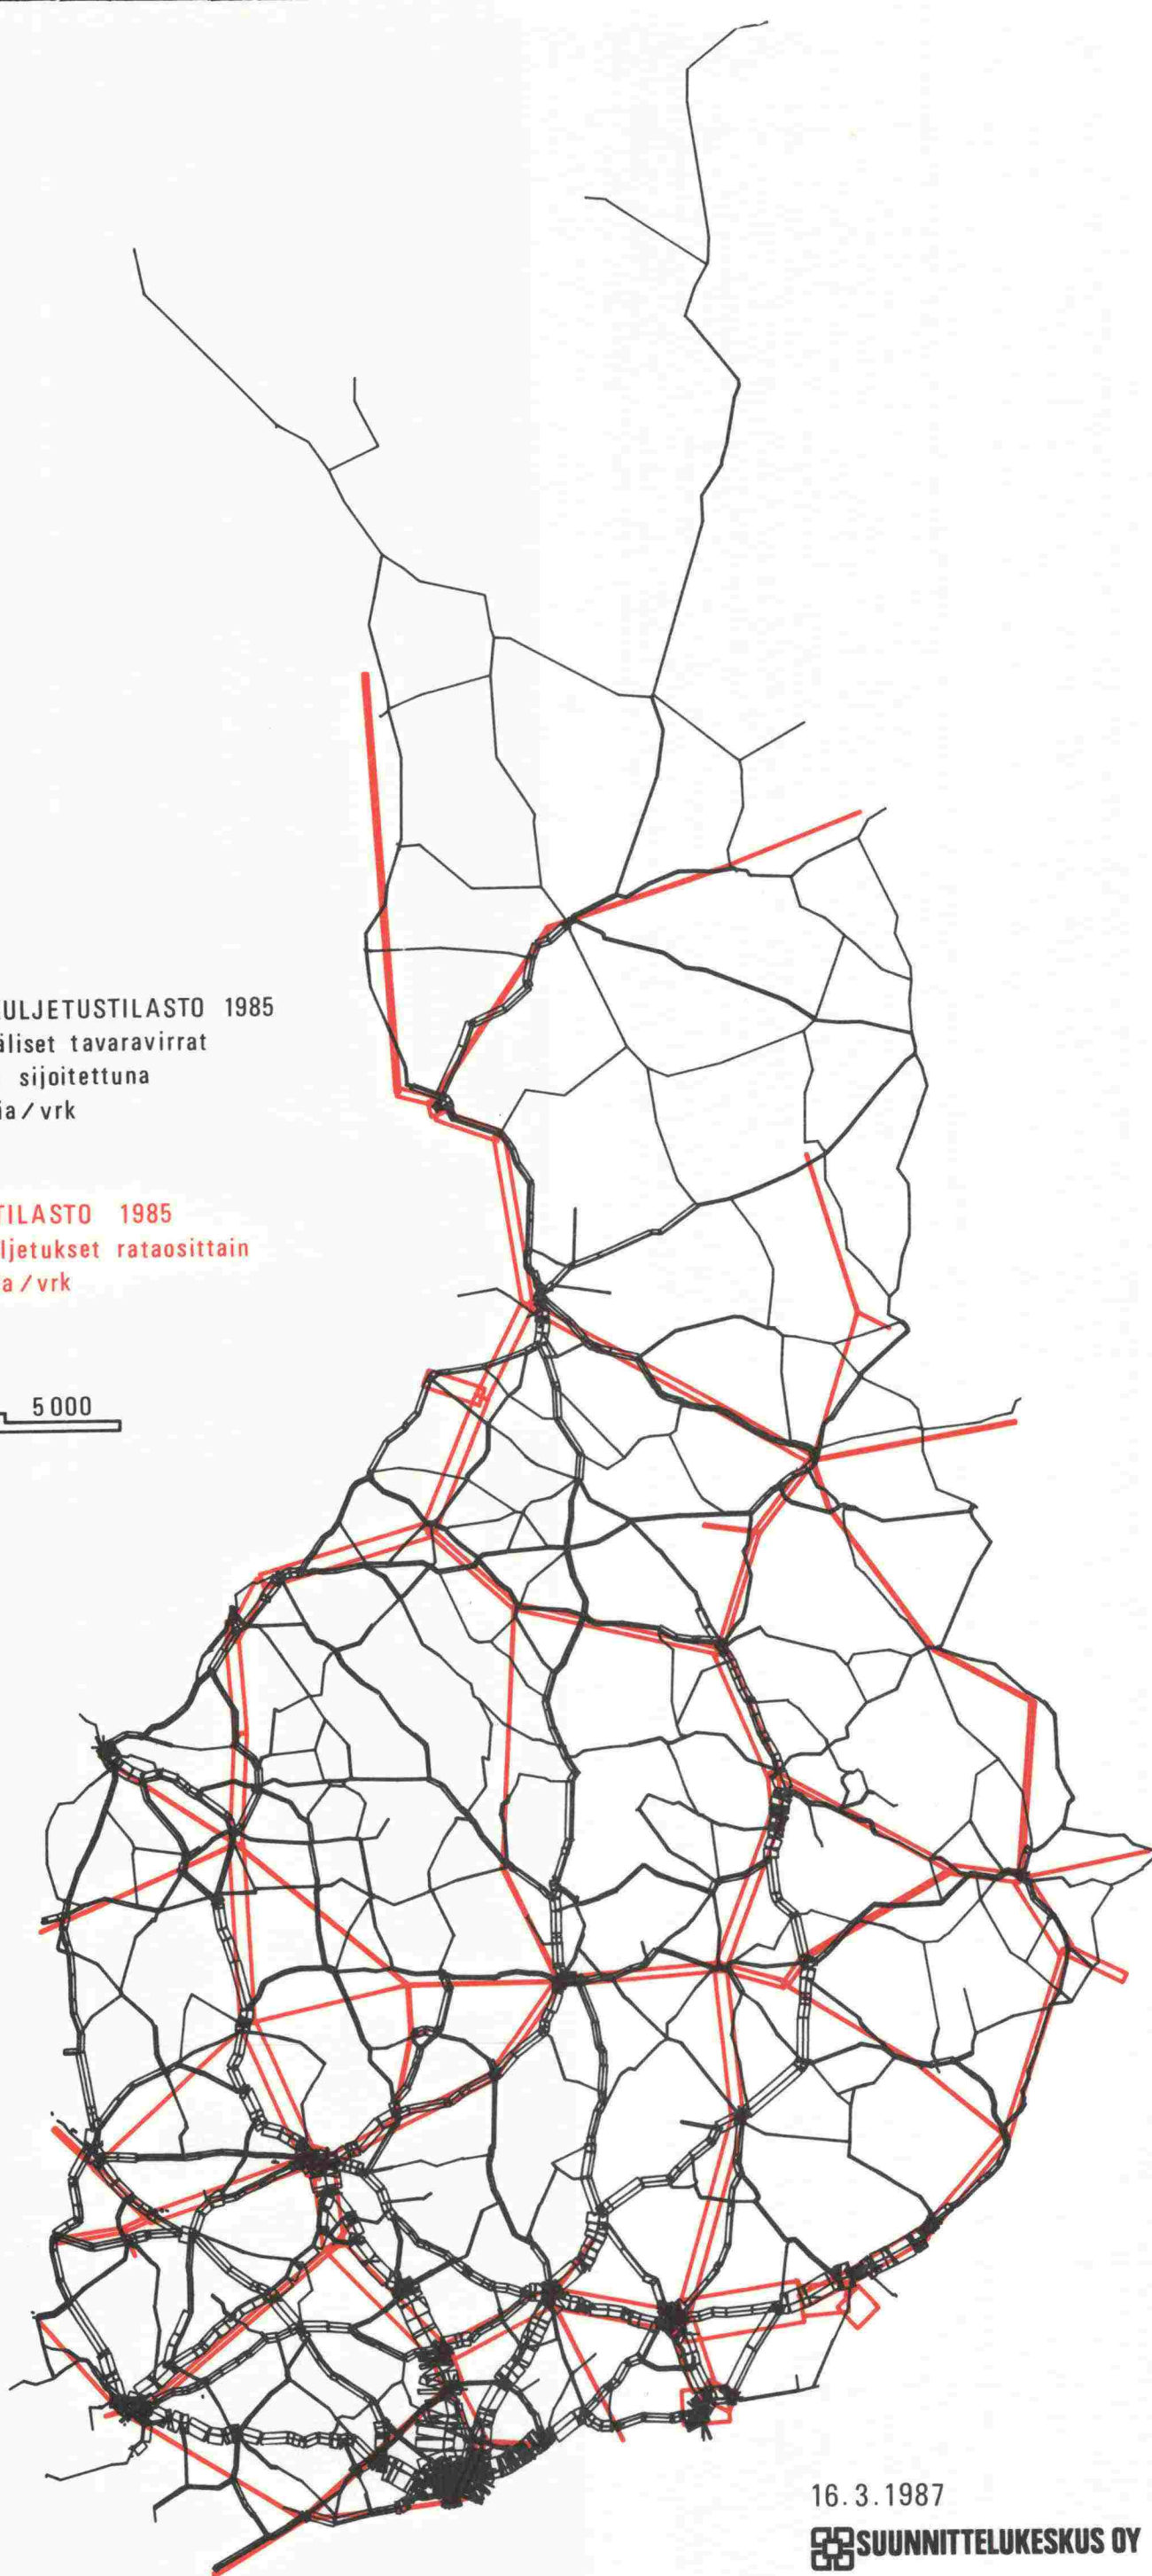 ULJETUSTILASTO 1985
äliset tavaravirrat
sijoitettuna
ia / vrk
TILASTO 1985
ljetukset rataosittain
a / vrk
5 000
16.3.1987
SUUNNITTELUKESKUS OY